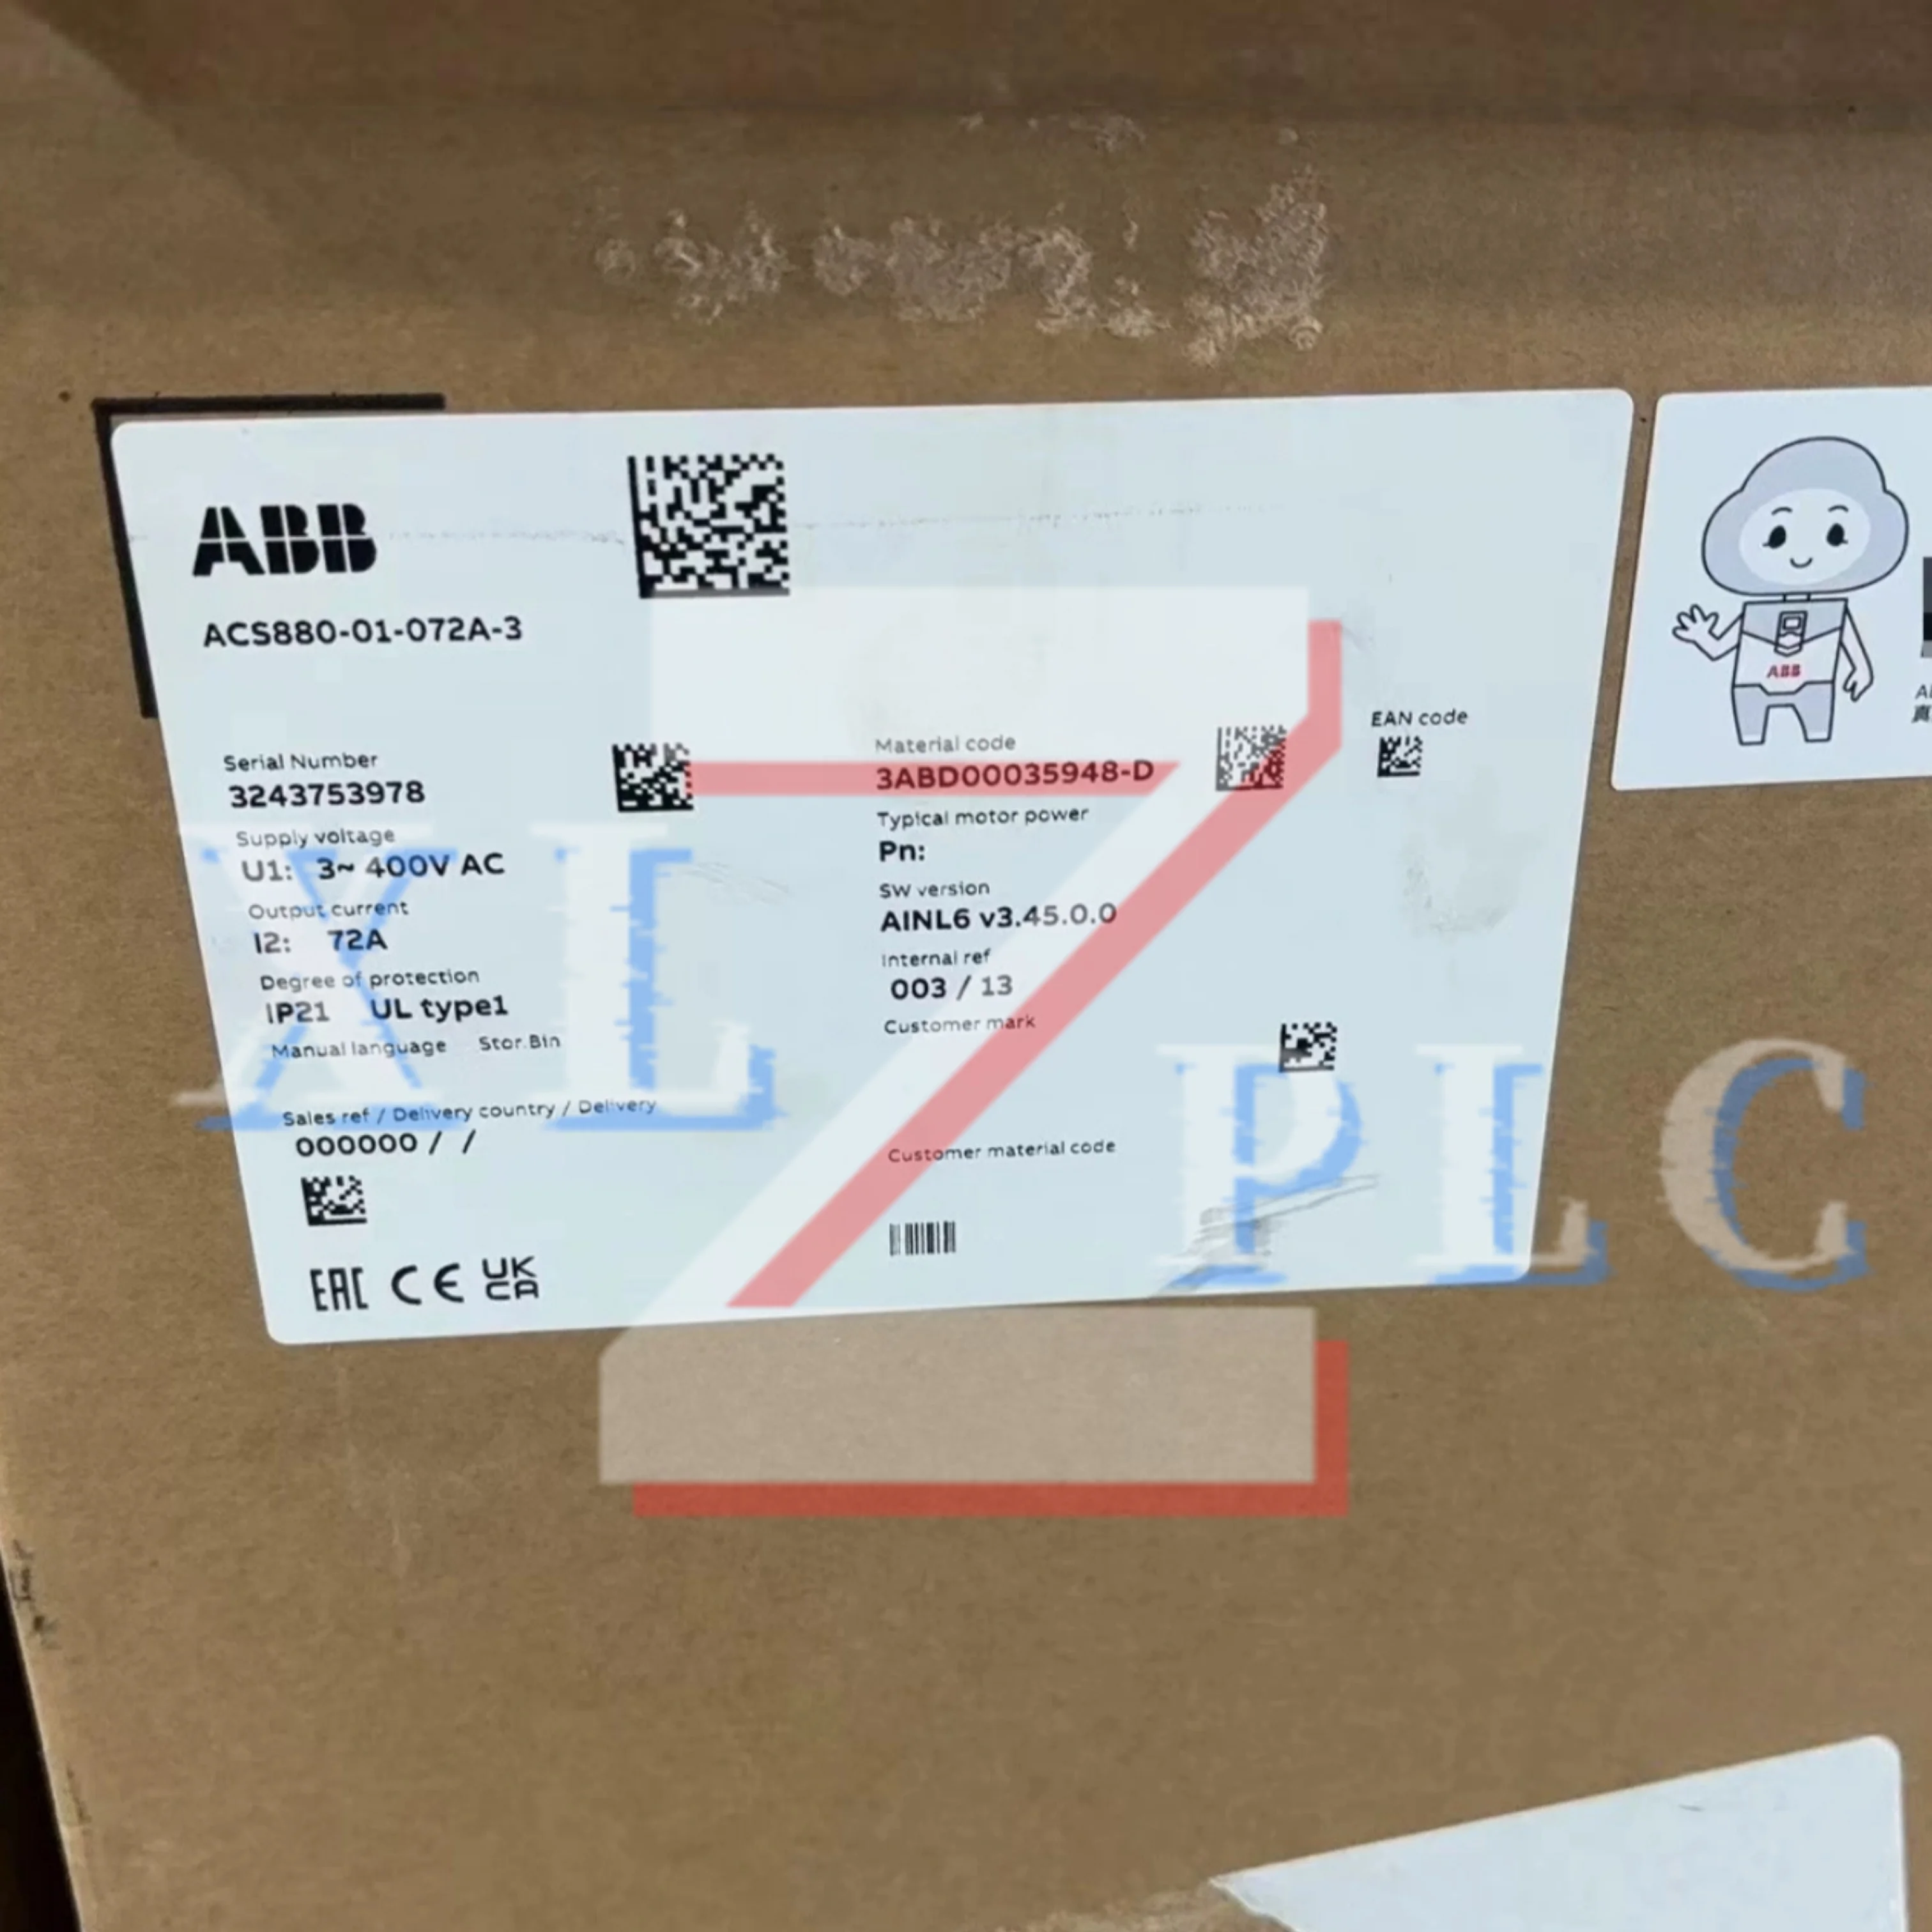 ABB
ACS880-01-072A-3
Serial Number
3243753978
Supply voltage
U1: 3~ 400V AC
Output current
I2: 72A
Degree of protection
IP21 UL type1
Manual language Stor.Bin
Sales ref / Delivery country / Delivery
000000 / /
EAC CE UKCA
Material code
3ABD00035948-D
Typical motor power
Pn:
SW version
AINL6 v3.45.0.0
Internal ref
003 / 13
Customer mark
Customer material code
EAN code
ABB
XL Z PLC